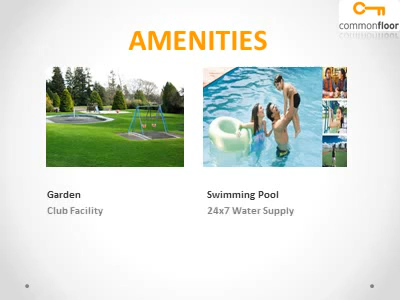 commonfloor
AMENITIES
Garden
Club Facility
Swimming Pool
24x7 Water Supply